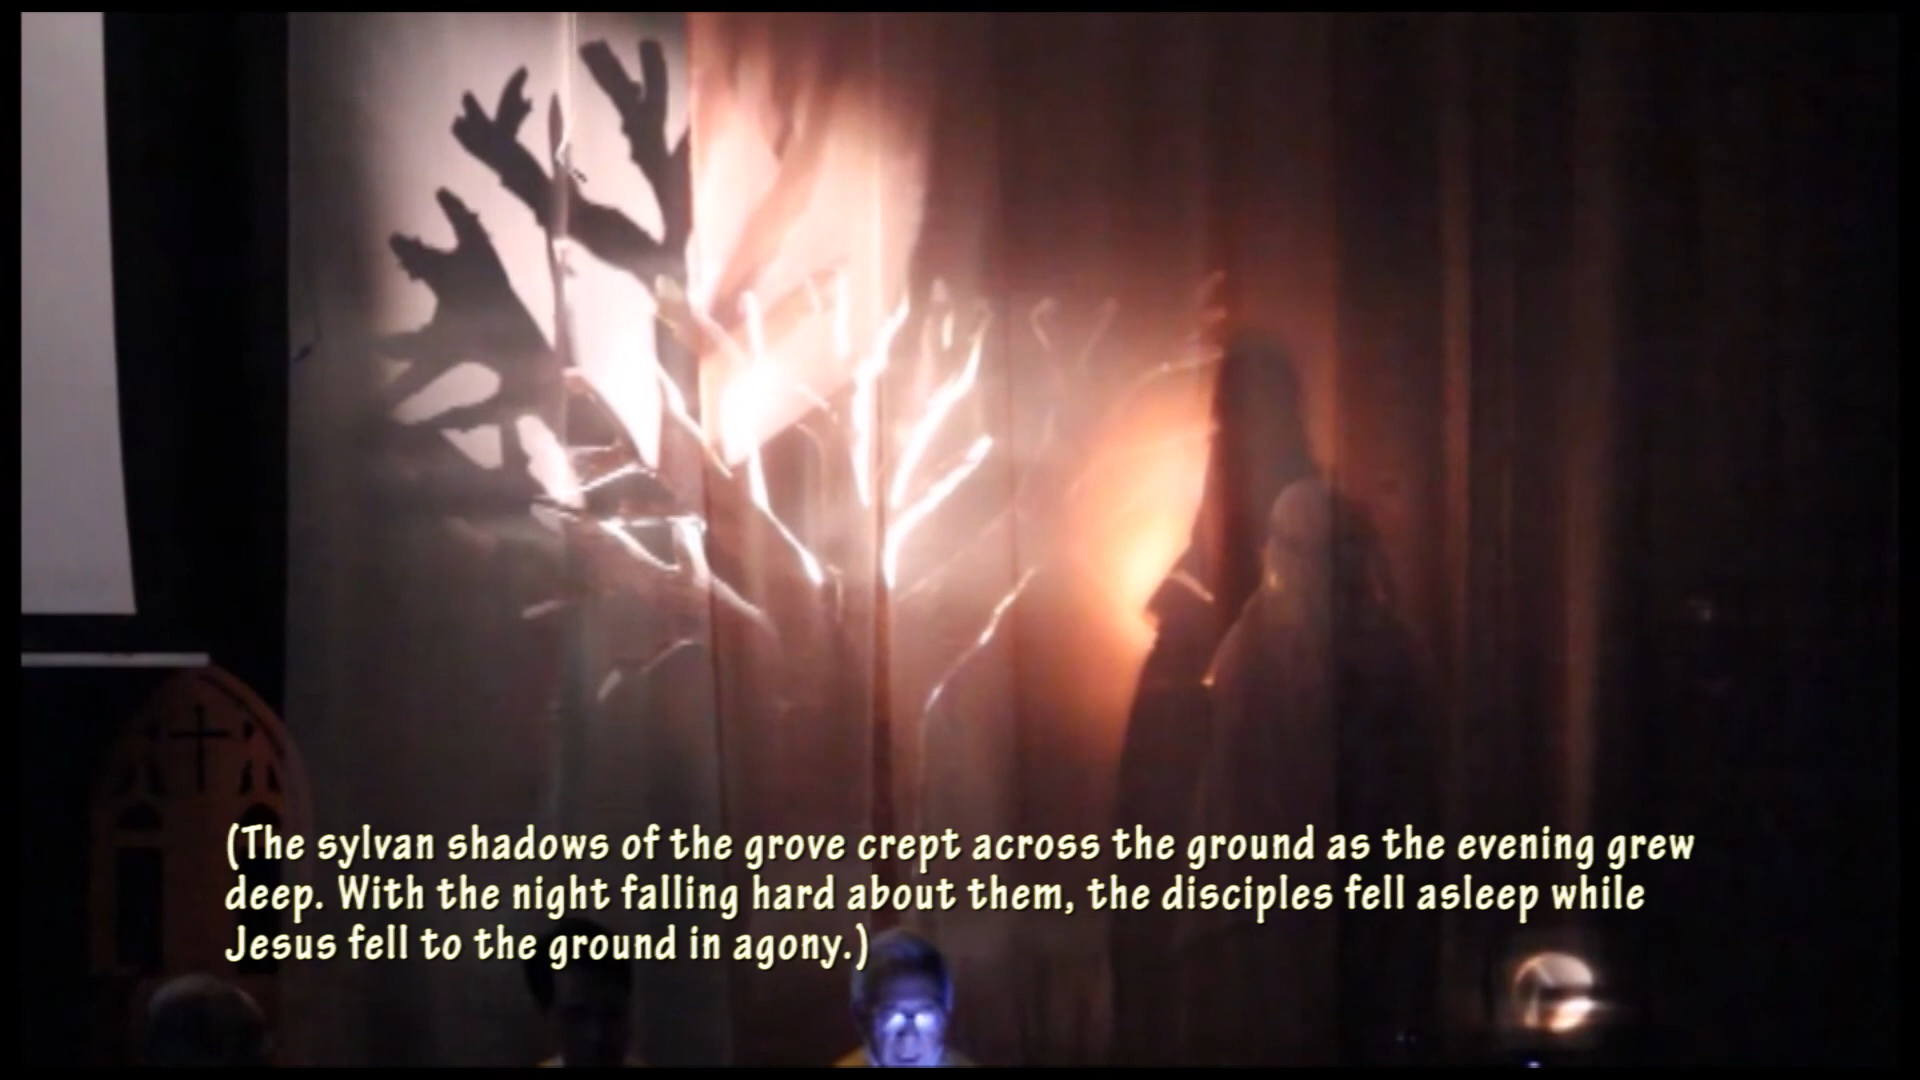 (The sylvan shadows of the grove crept across the ground as the evening grew
deep. With the night falling hard about them, the disciples fell asleep while
Jesus fell to the ground in agony.)